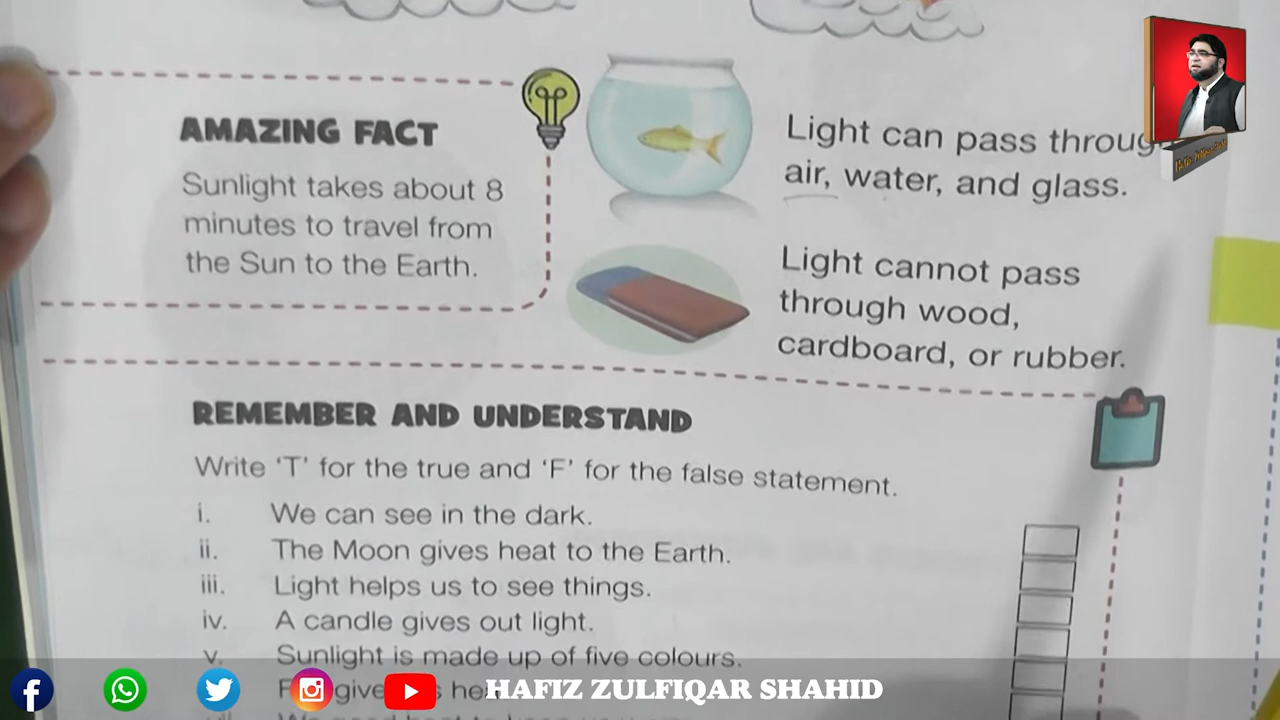 AMAZING FACT
Sunlight takes about 8
minutes to travel from
the Sun to the Earth.
Light can pass throug
air, water, and glass.
Light cannot pass
through wood,
cardboard, or rubber.
REMEMBER AND UNDERSTAND
Write ‘T’ for the true and ‘F’ for the false statement.
i. We can see in the dark.
ii. The Moon gives heat to the Earth.
iii. Light helps us to see things.
iv. A candle gives out light.
v. Sunlight is made up of five colours.
give
HAFIZ ZULFIQAR SHAHID